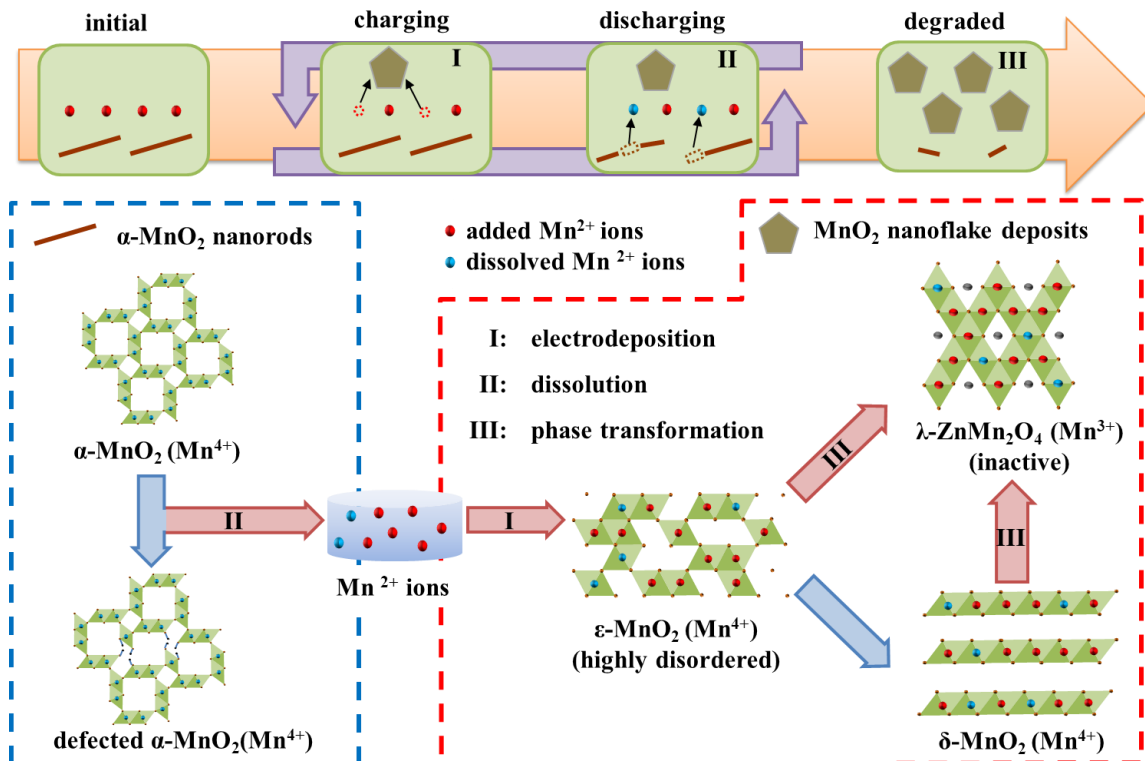 initial
charging
discharging
degraded
I
II
III
α-MnO₂ nanorods
added Mn²⁺ ions
dissolved Mn ²⁺ ions
MnO₂ nanoflake deposits
I: electrodeposition
II: dissolution
III: phase transformation
α-MnO₂ (Mn⁴⁺)
λ-ZnMn₂O₄ (Mn³⁺)
(inactive)
III
II
I
III
Mn ²⁺ ions
ε-MnO₂ (Mn⁴⁺)
(highly disordered)
defected α-MnO₂(Mn⁴⁺)
δ-MnO₂ (Mn⁴⁺)